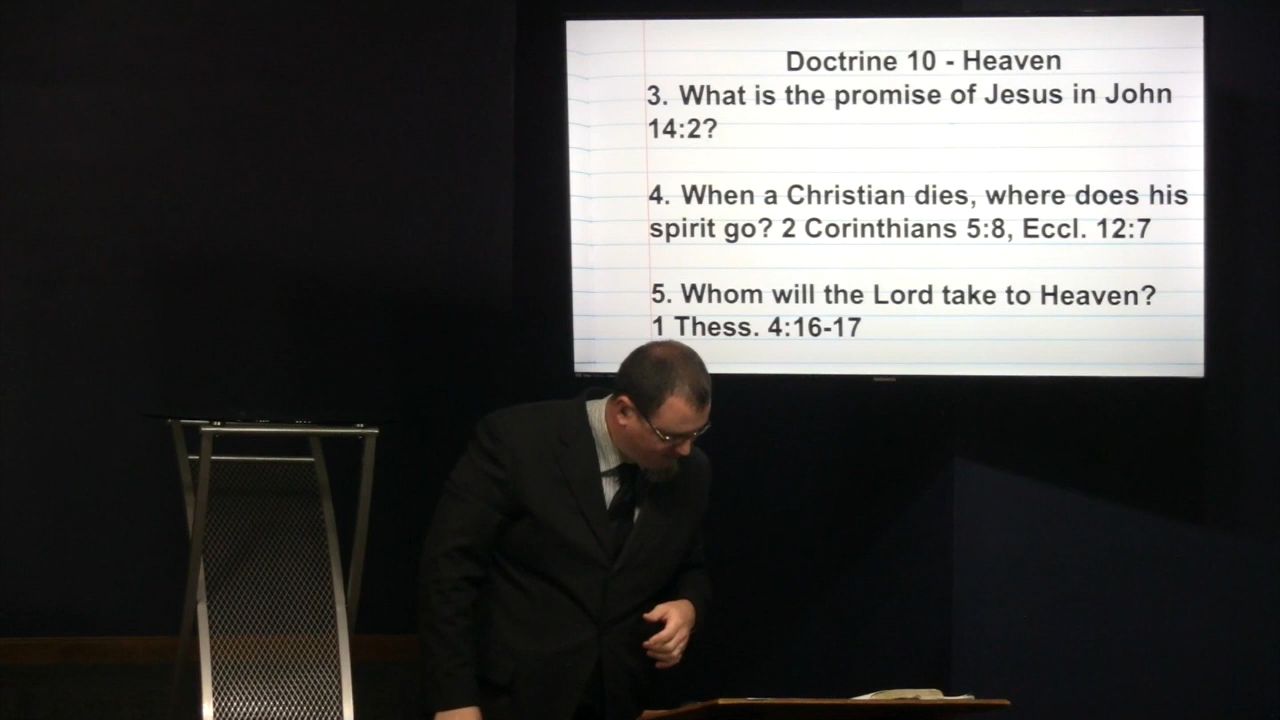 Doctrine 10 - Heaven
3. What is the promise of Jesus in John
14:2?
4. When a Christian dies, where does his
spirit go? 2 Corinthians 5:8, Eccl. 12:7
5. Whom will the Lord take to Heaven?
1 Thess. 4:16-17